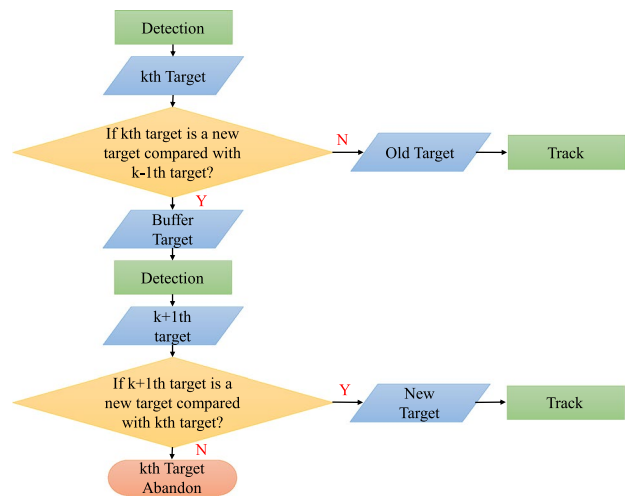 Detection
kth Target
If kth target is a new
target compared with
k-1th target?
N
Old Target
Track
Y
Buffer
Target
Detection
k+1th
target
If k+1th target is a
new target compared
with kth target?
Y
New
Target
Track
N
kth Target
Abandon